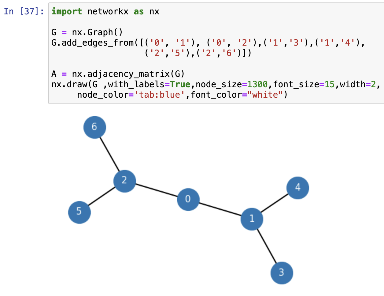 In [37]: import networkx as nx
G = nx.Graph()
G.add_edges_from([('0', '1'), ('0', '2'),('1','3'),('1','4'),
('2','5'),('2','6')])
A = nx.adjacency_matrix(G)
nx.draw(G ,with_labels=True,node_size=1300,font_size=15,width=2,
node_color='tab:blue',font_color="white")
6
2
0
4
5
1
3